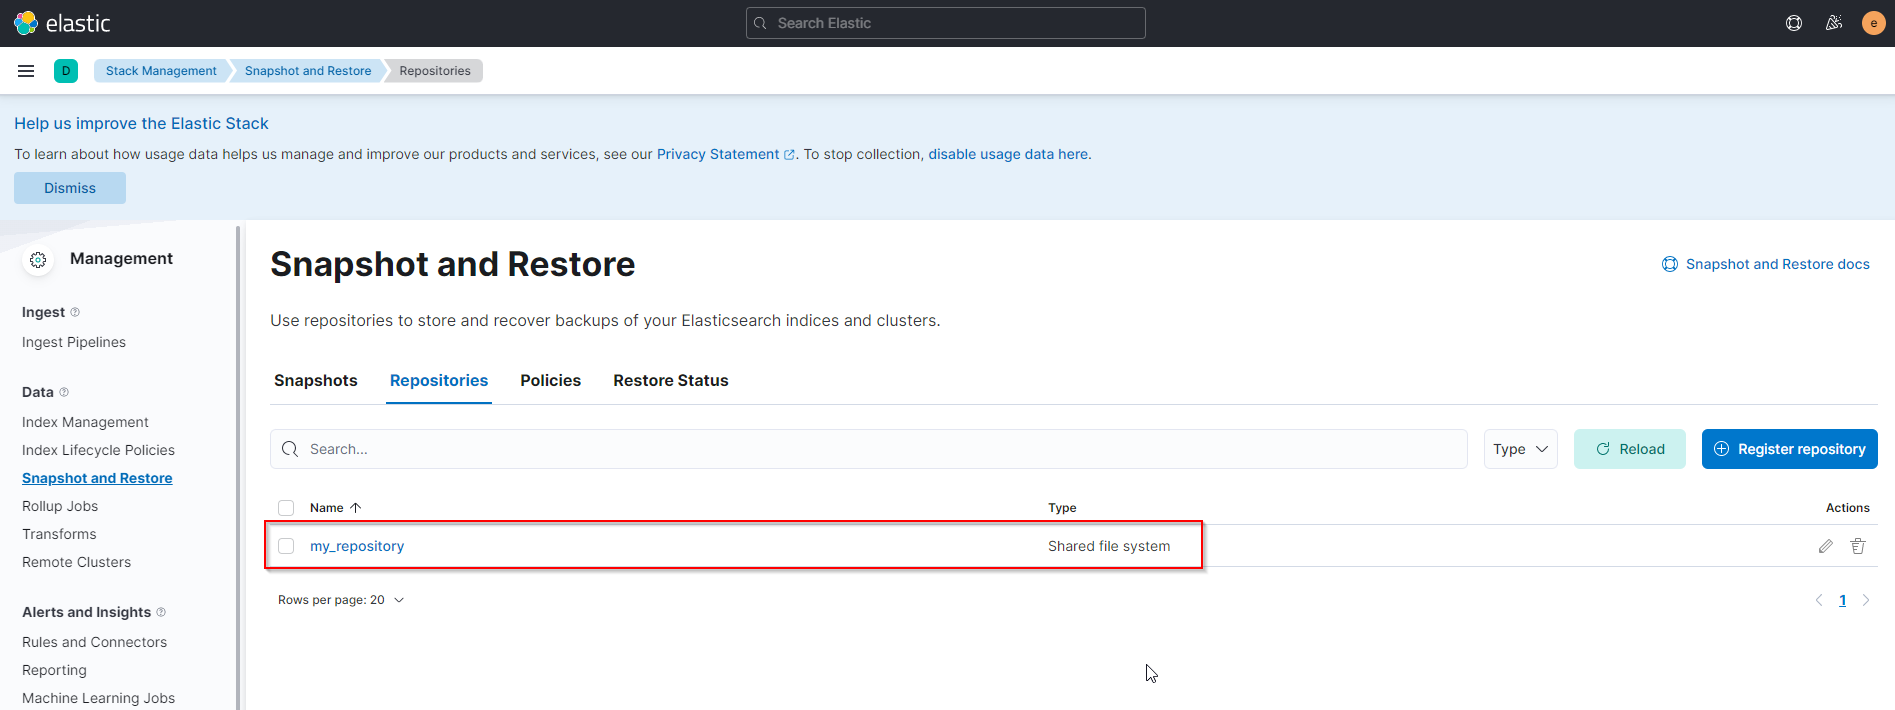 elastic
Search Elastic
e
D
Stack Management
Snapshot and Restore
Repositories
Help us improve the Elastic Stack
To learn about how usage data helps us manage and improve our products and services, see our Privacy Statement. To stop collection, disable usage data here.
Dismiss
Management
Ingest
Ingest Pipelines
Data
Index Management
Index Lifecycle Policies
Snapshot and Restore
Rollup Jobs
Transforms
Remote Clusters
Alerts and Insights
Rules and Connectors
Reporting
Machine Learning Jobs
Snapshot and Restore
Snapshot and Restore docs
Use repositories to store and recover backups of your Elasticsearch indices and clusters.
Snapshots
Repositories
Policies
Restore Status
Search...
Type
Reload
Register repository
Name
Type
Actions
my_repository
Shared file system
Rows per page: 20
1